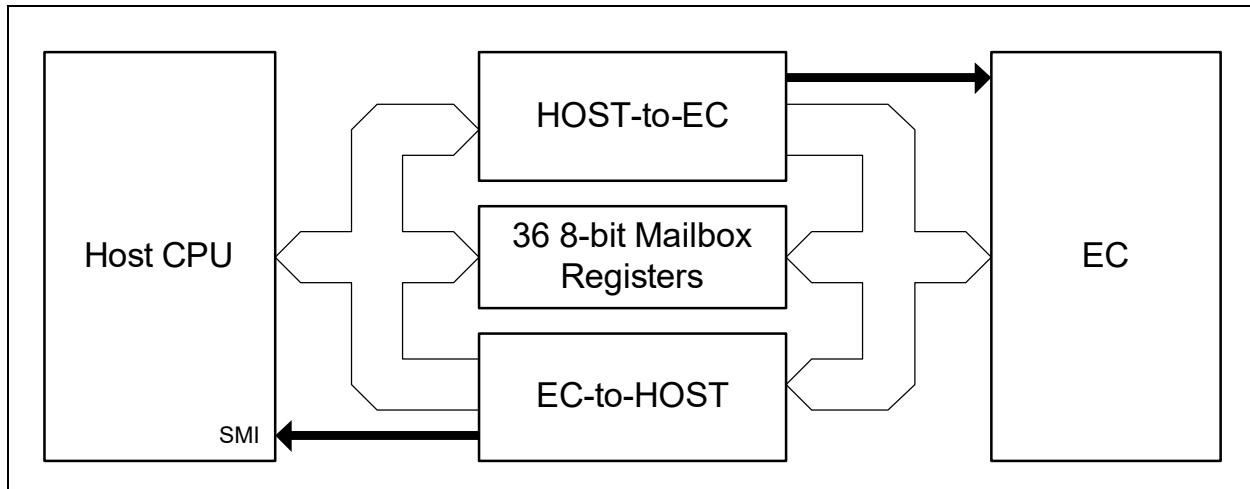 HOST-to-EC
Host CPU
36 8-bit Mailbox
Registers
EC
EC-to-HOST
SMI